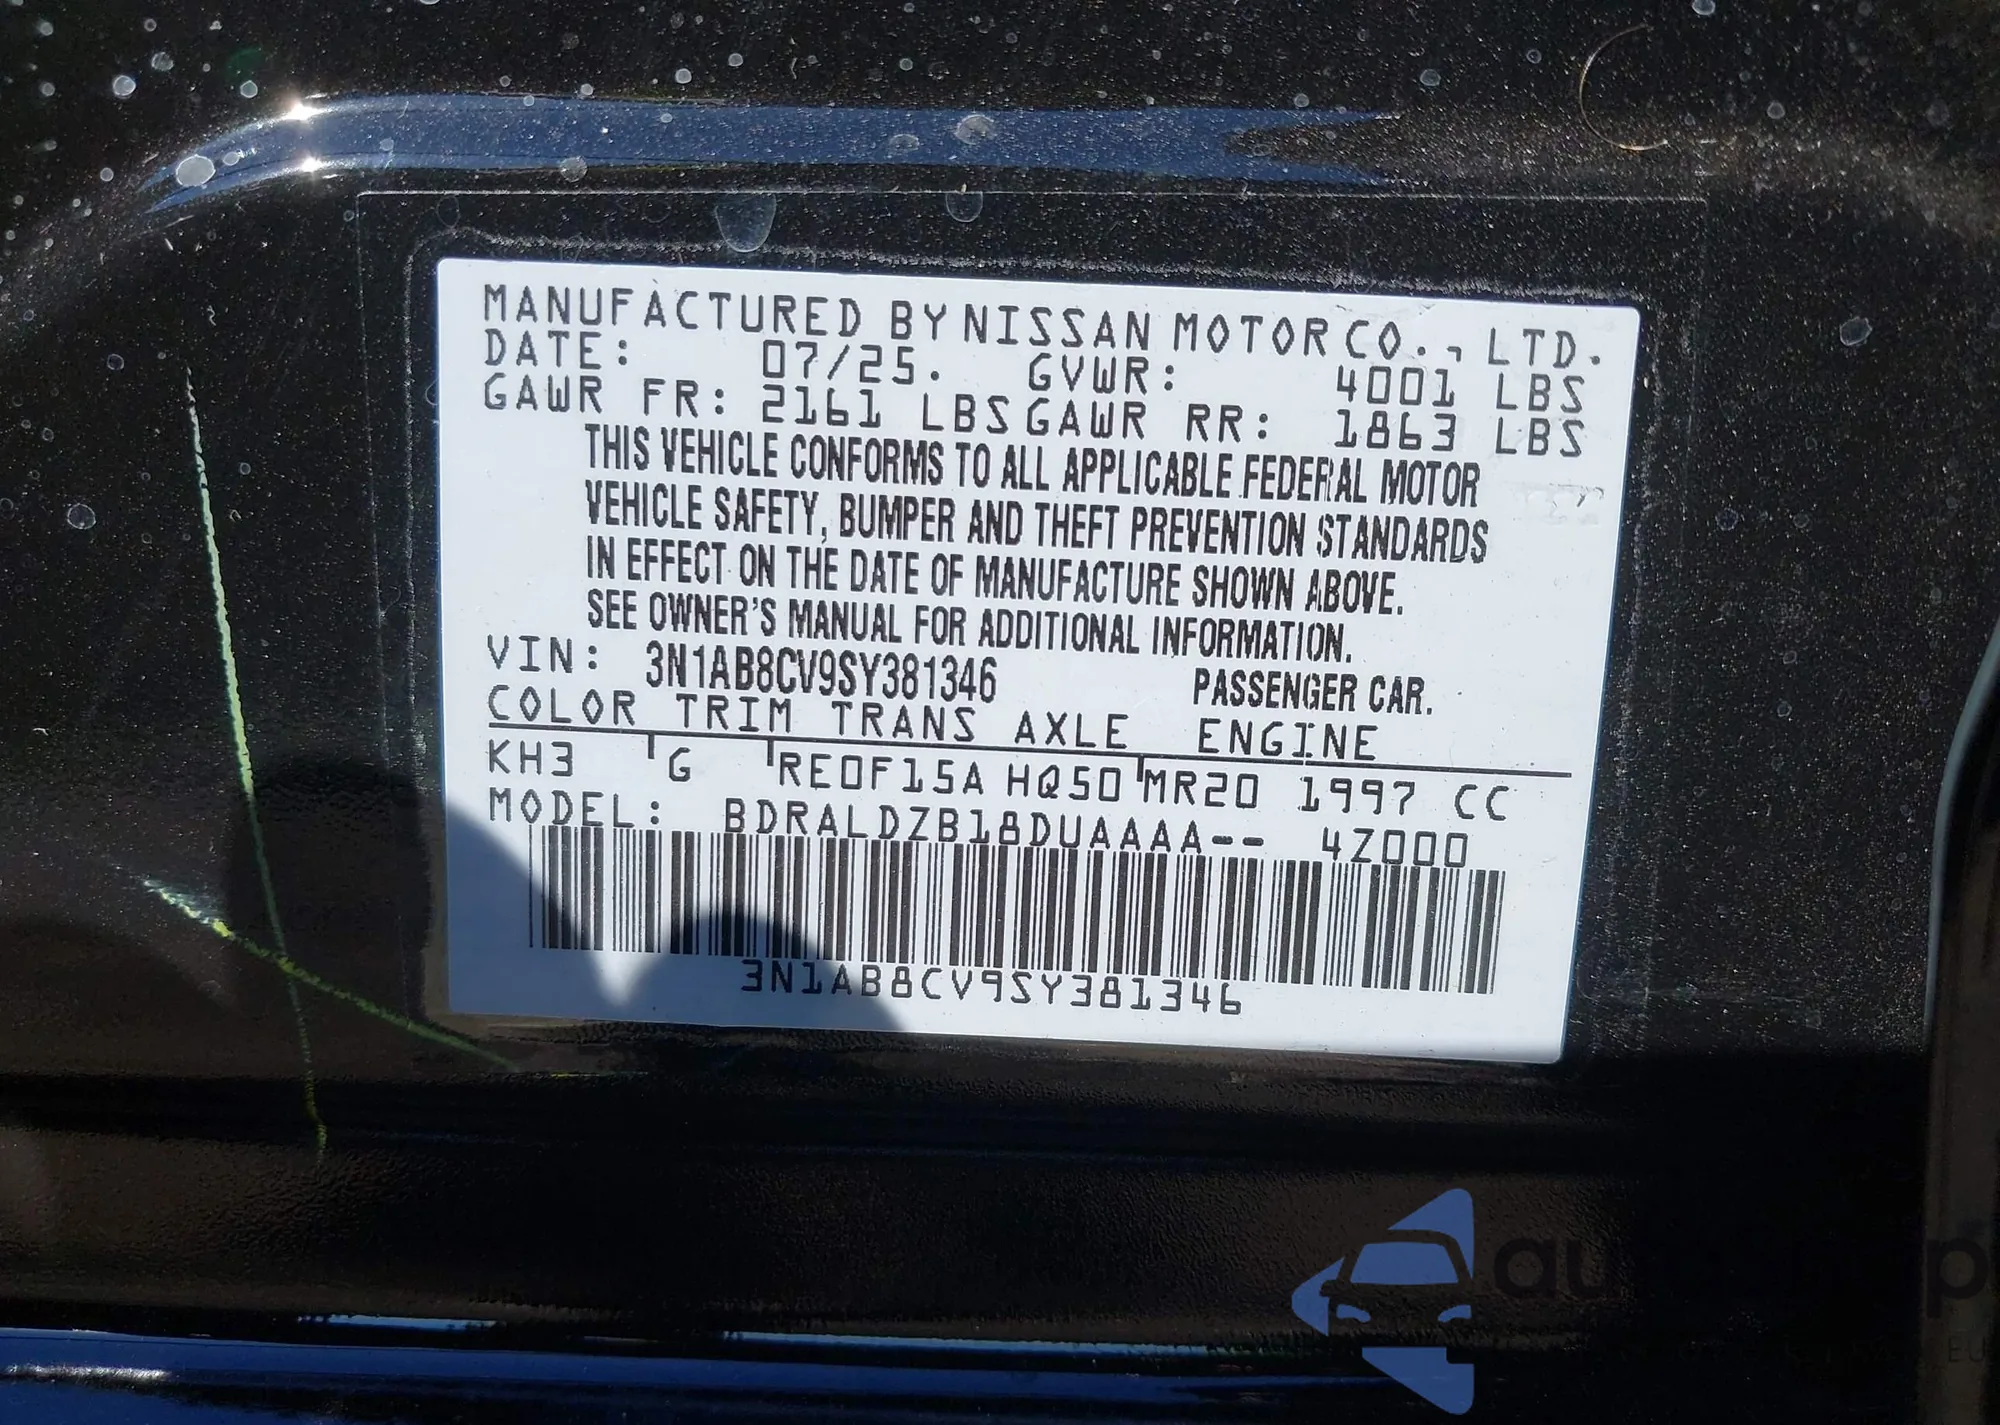 MANUFACTURED BY NISSAN MOTOR CO., LTD.
DATE: 07/25. GVWR: 4001 LBS
GAWR FR: 2161 LBS GAWR RR: 1863 LBS
THIS VEHICLE CONFORMS TO ALL APPLICABLE FEDERAL MOTOR
VEHICLE SAFETY, BUMPER AND THEFT PREVENTION STANDARDS
IN EFFECT ON THE DATE OF MANUFACTURE SHOWN ABOVE.
SEE OWNER'S MANUAL FOR ADDITIONAL INFORMATION.
VIN: 3N1AB8CV9SY381346 PASSENGER CAR.
COLOR TRIM TRANS AXLE ENGINE
KH3 G RE0F15A HQ50 MR20 1997 CC
MODEL: BDRALDZB18DUAAAA-- 4Z000
3N1AB8CV9SY381346